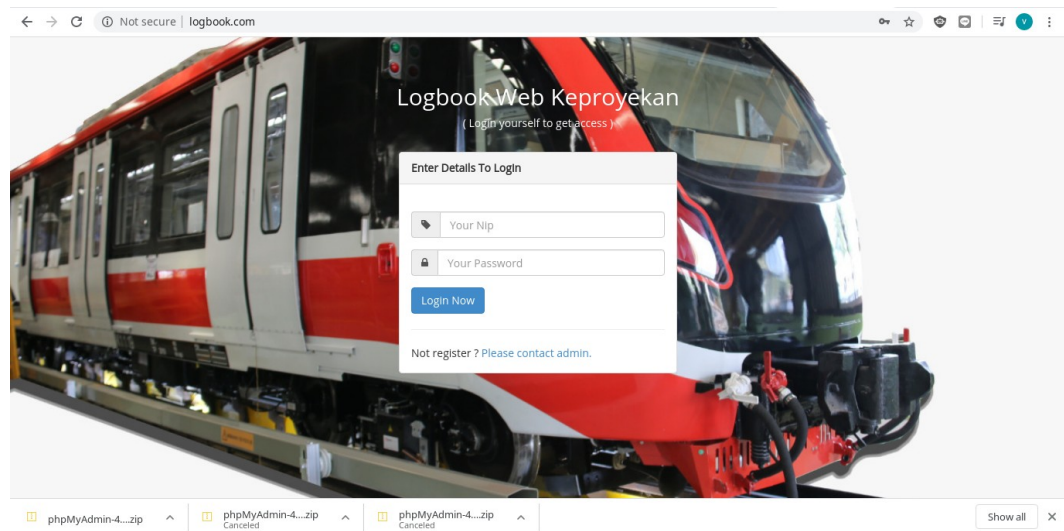 Not secure | logbook.com
V
Logbook Web Keproyekan
( Login yourself to get access )
Enter Details To Login
Your Nip
Your Password
Login Now
Not register ? Please contact admin.
phpMyAdmin-4....zip
phpMyAdmin-4....zip
Canceled
phpMyAdmin-4....zip
Canceled
Show all